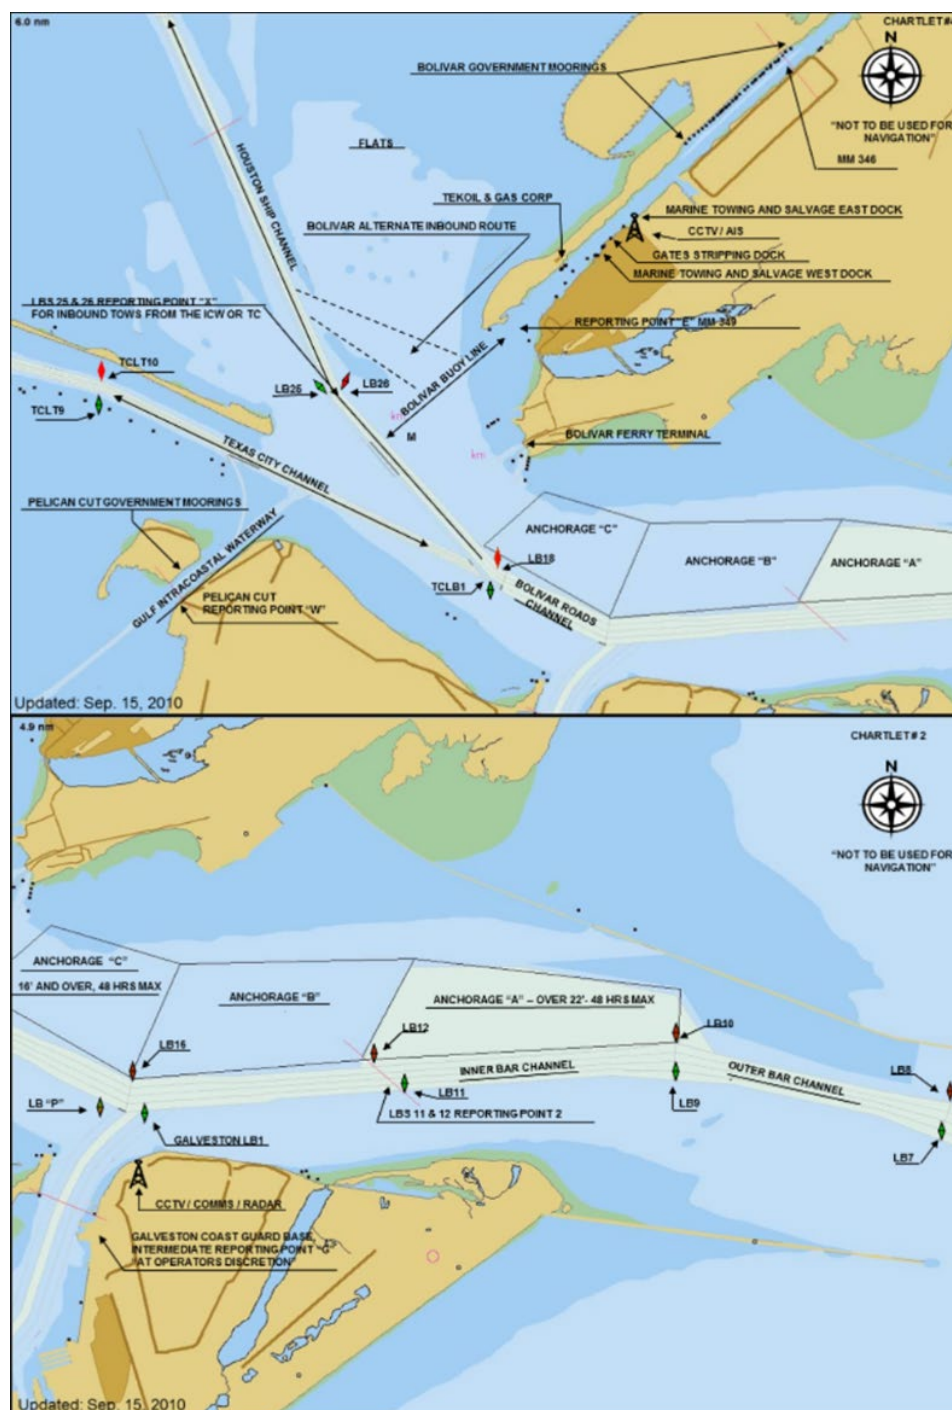 6.0 nm
CHARTLET#
N
BOLIVAR GOVERNMENT MOORINGS
"NOT TO BE USED FOR
NAVIGATION"
FLATS
MM 346
HOUSTON SHIP CHANNEL
TEKOIL & GAS CORP
MARINE TOWING AND SALVAGE EAST DOCK
BOLIVAR ALTERNATE INBOUND ROUTE
CCTV / AIS
GATES STRIPPING DOCK
MARINE TOWING AND SALVAGE WEST DOCK
LBS 25 & 26 REPORTING POINT "X"
FOR INBOUND TOWS FROM THE ICW OR TC
REPORTING POINT "E" MM 349
TCLT10
LB25
LB26
BOLIVAR BUOY LINE
TCLT9
km
M
BOLIVAR FERRY TERMINAL
km
TEXAS CITY CHANNEL
PELICAN CUT GOVERNMENT MOORINGS
ANCHORAGE "C"
ANCHORAGE "B"
ANCHORAGE "A"
LB18
GULF INTRACOASTAL WATERWAY
TCLB1
BOLIVAR ROADS
CHANNEL
PELICAN CUT
REPORTING POINT "W"
Updated: Sep. 15, 2010
4.9 nm
CHARTLET # 2
N
"NOT TO BE USED FOR
NAVIGATION"
ANCHORAGE "C"
16' AND OVER, 48 HRS MAX
ANCHORAGE "B"
ANCHORAGE "A" – OVER 22'- 48 HRS MAX
LB16
LB12
LB10
INNER BAR CHANNEL
OUTER BAR CHANNEL
LB8
LB "P"
LB11
LB9
LBS 11 & 12 REPORTING POINT 2
GALVESTON LB1
LB7
CCTV / COMMS / RADAR
GALVESTON COAST GUARD BASE,
INTERMEDIATE REPORTING POINT "G"
"AT OPERATORS DISCRETION"
Updated: Sep. 15, 2010